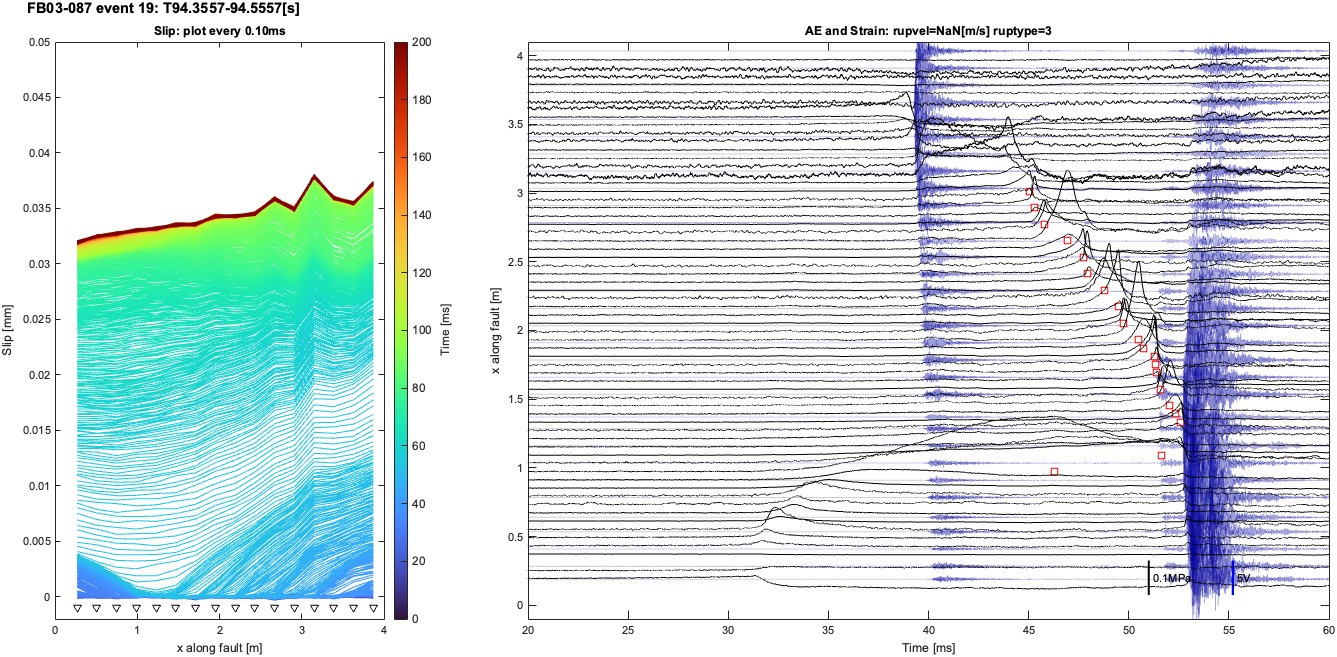 FB03-087 event 19: T94.3557-94.5557[s]
Slip: plot every 0.10ms
0.05
0.045
0.04
0.035
0.03
0.025
0.02
0.015
0.01
0.005
0
Slip [mm]
0 1 2 3 4
x along fault [m]
200
180
160
140
120
100
80
60
40
20
0
Time [ms]
AE and Strain: rupvel=NaN[m/s] ruptype=3
4
3.5
3
2.5
2
1.5
1
0.5
0
x along fault [m]
0.1MPa 5V
20 25 30 35 40 45 50 55 60
Time [ms]